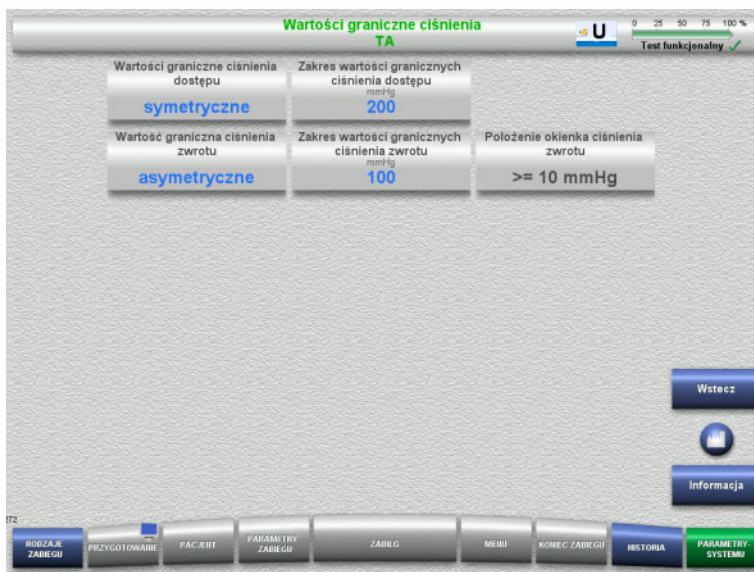 Wartości graniczne ciśnienia
TA
U
0 25 50 75 100 %
Test funkcjonalny
Wartości graniczne ciśnienia
dostępu
symetryczne
Zakres wartości granicznych
ciśnienia dostępu
mmHg
200
Wartość graniczna ciśnienia
zwrotu
asymetryczne
Zakres wartości granicznych
ciśnienia zwrotu
mmHg
100
Położenie okienka ciśnienia
zwrotu
>= 10 mmHg
Wstecz
Informacja
272
RODZAJE
ZABIEGU
PRZYGOTOWANIE
PACJENT
PARAMETRY
ZABIEGU
ZABIEG
MENU
KONIEC ZABIEGU
HISTORIA
PARAMETRY-
SYSTEMU